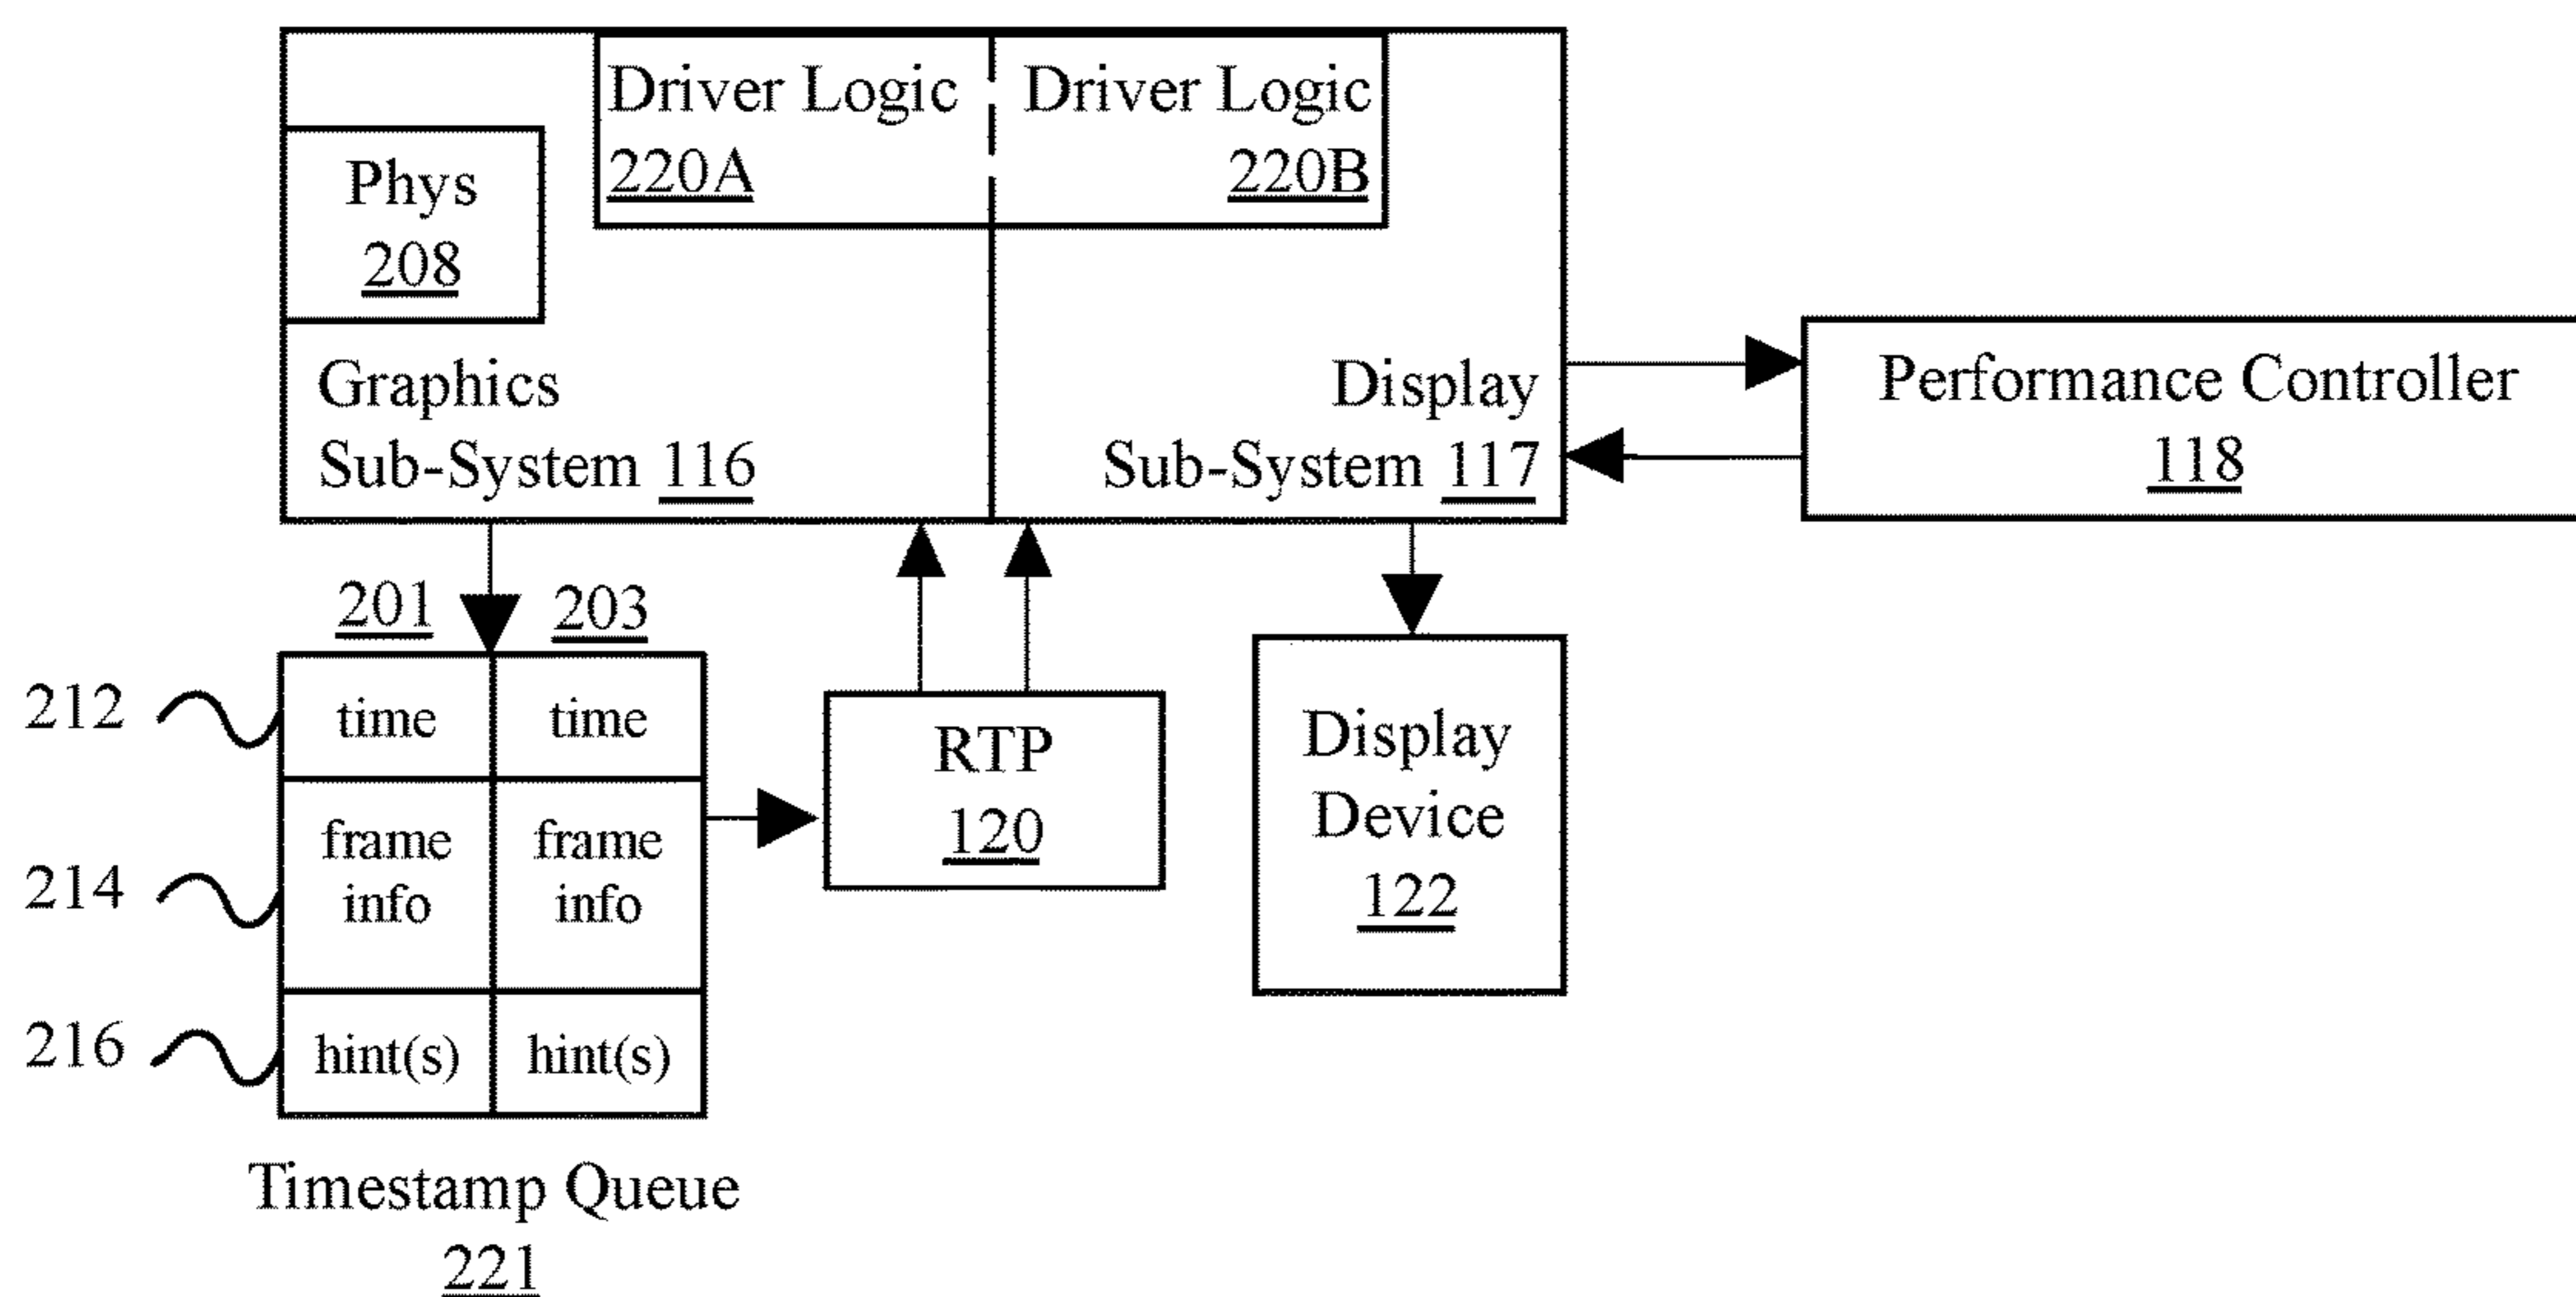 Driver Logic
220A
Driver Logic
220B
Phys
208
Graphics
Sub-System 116
Display
Sub-System 117
Performance Controller
118
201
203
212
time
time
214
frame
info
frame
info
216
hint(s)
hint(s)
Timestamp Queue
221
RTP
120
Display
Device
122